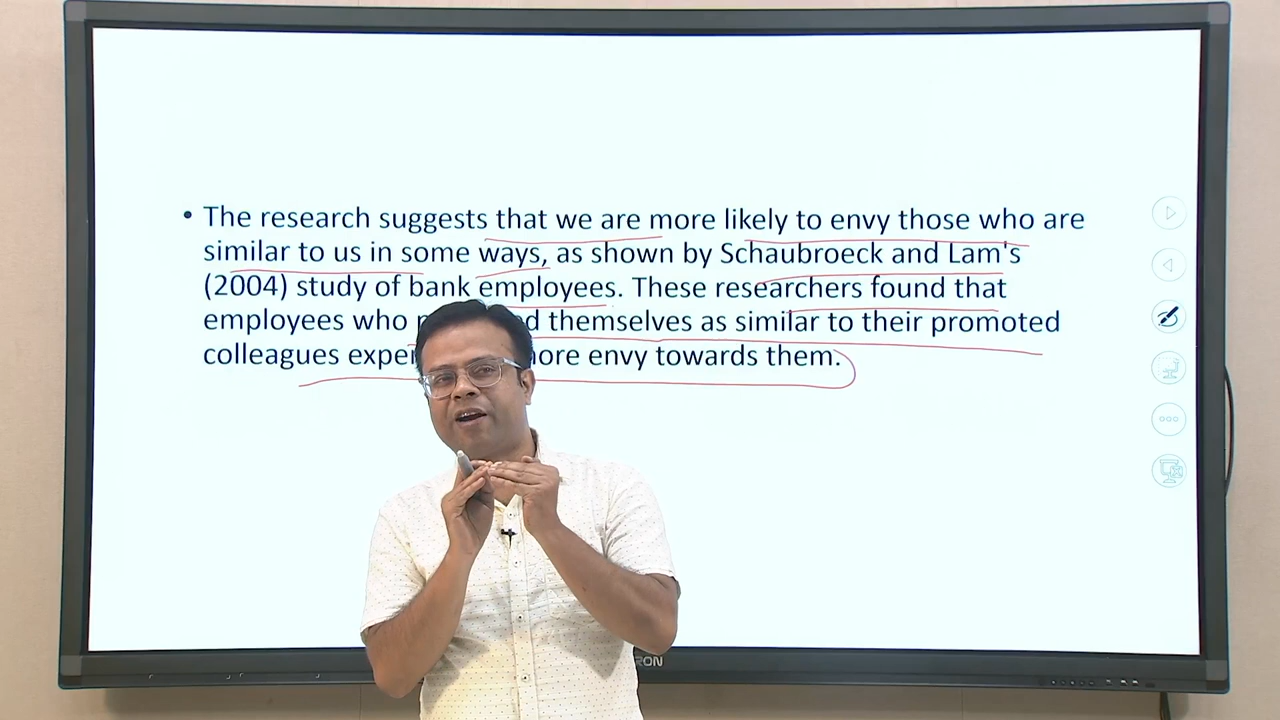 • The research suggests that we are more likely to envy those who are
similar to us in some ways, as shown by Schaubroeck and Lam's
(2004) study of bank employees. These researchers found that
employees who themselves as similar to their promoted
colleagues envy towards them.